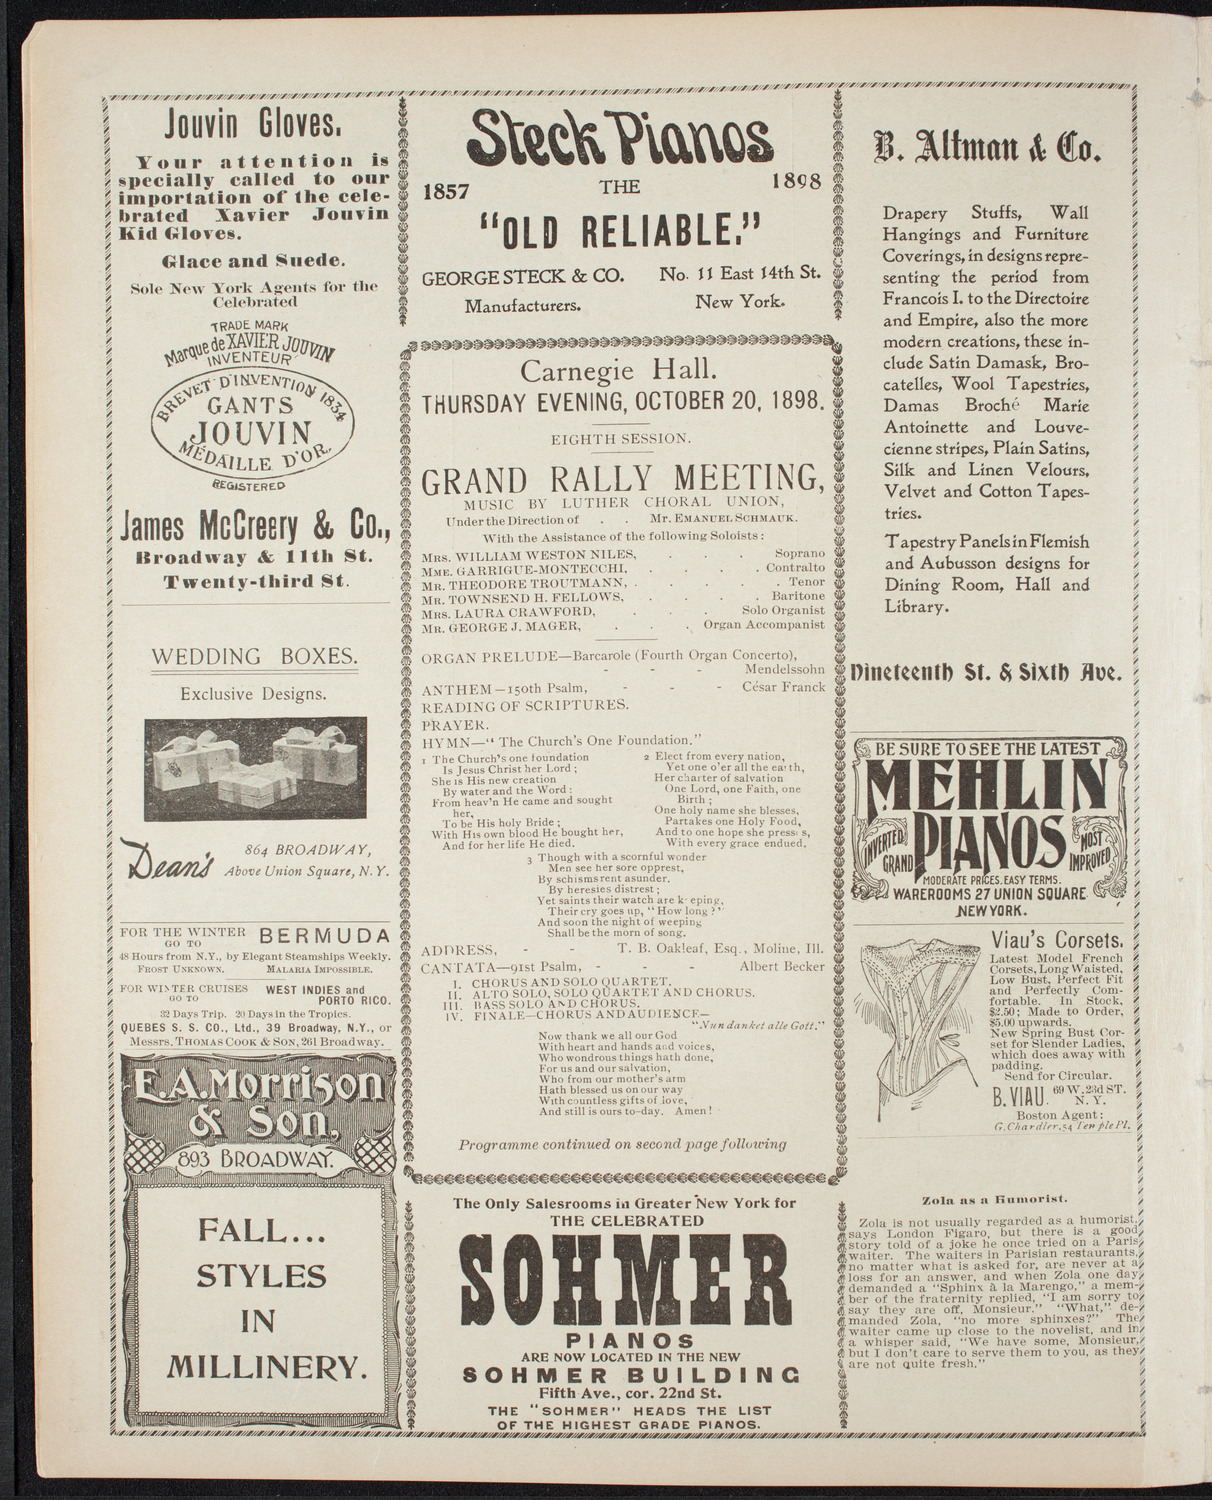 Jouvin Gloves.
Your attention is
specially called to our
importation of the cele-
brated Xavier Jouvin
Kid Gloves.
Glace and Suede.
Sole New York Agents for the
Celebrated
TRADE MARK
Marque de XAVIER JOUVIN
INVENTEUR
BREVET D'INVENTION 1834
GANTS
JOUVIN
MÉDAILLE D'OR.
REGISTERED
James McCreery & Co.,
Broadway & 11th St.
Twenty-third St.
WEDDING BOXES.
Exclusive Designs.
Dean's
864 BROADWAY,
Above Union Square, N.Y.
FOR THE WINTER
GO TO
BERMUDA
48 Hours from N.Y., by Elegant Steamships Weekly.
FROST UNKNOWN. MALARIA IMPOSSIBLE.
FOR WINTER CRUISES
GO TO
WEST INDIES and
PORTO RICO.
32 Days Trip. 20 Days in the Tropics.
QUEBES S. S. CO., Ltd., 39 Broadway, N.Y., or
Messrs. THOMAS COOK & SON, 261 Broadway.
E.A. Morrison
& Son,
893 BROADWAY.
FALL...
STYLES
IN
MILLINERY.
Steck Pianos
1857 THE 1898
"OLD RELIABLE."
GEORGE STECK & CO. No. 11 East 14th St.
Manufacturers. New York.
Carnegie Hall.
THURSDAY EVENING, OCTOBER 20, 1898.
EIGHTH SESSION.
GRAND RALLY MEETING,
MUSIC BY LUTHER CHORAL UNION,
Under the Direction of . . Mr. EMANUEL SCHMAUK.
With the Assistance of the following Soloists:
MRS. WILLIAM WESTON NILES, . . . Soprano
MME. GARRIGUE-MONTECCHI, . . . . Contralto
MR. THEODORE TROUTMANN, . . . . . Tenor
MR. TOWNSEND H. FELLOWS, . . . . Baritone
MRS. LAURA CRAWFORD, . . . Solo Organist
MR. GEORGE J. MAGER, . . . Organ Accompanist
ORGAN PRELUDE—Barcarole (Fourth Organ Concerto),
- - - - Mendelssohn
ANTHEM—150th Psalm, - - - César Franck
READING OF SCRIPTURES.
PRAYER.
HYMN—"The Church's One Foundation."
1 The Church's one foundation
Is Jesus Christ her Lord;
She is His new creation
By water and the Word:
From heav'n He came and sought
her,
To be His holy Bride;
With His own blood He bought her,
And for her life He died.
2 Elect from every nation,
Yet one o'er all the earth,
Her charter of salvation
One Lord, one Faith, one
Birth;
One holy name she blesses,
Partakes one Holy Food,
And to one hope she presses,
With every grace endued.
3 Though with a scornful wonder
Men see her sore opprest,
By schisms rent asunder,
By heresies distrest;
Yet saints their watch are keeping,
Their cry goes up, "How long?"
And soon the night of weeping
Shall be the morn of song.
ADDRESS, - - T. B. Oakleaf, Esq., Moline, Ill.
CANTATA—91st Psalm, - - - Albert Becker
I. CHORUS AND SOLO QUARTET.
II. ALTO SOLO, SOLO QUARTET AND CHORUS.
III. BASS SOLO AND CHORUS.
IV. FINALE—CHORUS AND AUDIENCE—
"Nun danket alle Gott."
Now thank we all our God
With heart and hands and voices,
Who wondrous things hath done,
For us and our salvation,
Who from our mother's arm
Hath blessed us on our way
With countless gifts of love,
And still is ours to-day. Amen!
Programme continued on second page following
The Only Salesrooms in Greater New York for
THE CELEBRATED
SOHMER
PIANOS
ARE NOW LOCATED IN THE NEW
SOHMER BUILDING
Fifth Ave., cor. 22nd St.
THE "SOHMER" HEADS THE LIST
OF THE HIGHEST GRADE PIANOS.
B. Altman & Co.
Drapery Stuffs, Wall
Hangings and Furniture
Coverings, in designs repre-
senting the period from
Francois I. to the Directoire
and Empire, also the more
modern creations, these in-
clude Satin Damask, Bro-
catelles, Wool Tapestries,
Damas Broché Marie
Antoinette and Louve-
cienne stripes, Plain Satins,
Silk and Linen Velours,
Velvet and Cotton Tapes-
tries.
Tapestry Panels in Flemish
and Aubusson designs for
Dining Room, Hall and
Library.
Nineteenth St. & Sixth Ave.
BE SURE TO SEE THE LATEST
MEHLIN
PIANOS
INVERTED
GRAND
MOST
IMPROVED
MODERATE PRICES. EASY TERMS.
WAREROOMS 27 UNION SQUARE
NEW YORK.
Viau's Corsets.
Latest Model French
Corsets, Long Waisted,
Low Bust, Perfect Fit
and Perfectly Com-
fortable. In Stock,
$2.50; Made to Order,
$5.00 upwards.
New Spring Bust Cor-
set for Slender Ladies,
which does away with
padding.
Send for Circular.
B. VIAU. 69 W. 23d ST.
N. Y.
Boston Agent:
G. Chandler, 54 Temple Pl.
Zola as a Humorist.
Zola is not usually regarded as a humorist,
says London Figaro, but there is a good
story told of a joke he once tried on a Paris
waiter. The waiters in Parisian restaurants,
no matter what is asked for, are never at a
loss for an answer, and when Zola one day
demanded a "Sphinx à la Marengo," a mem-
ber of the fraternity replied, "I am sorry to
say they are off, Monsieur." "What," de-
manded Zola, "no more sphinxes?" The
waiter came up close to the novelist, and in
a whisper said, "We have some, Monsieur,
but I don't care to serve them to you, as they
are not quite fresh."